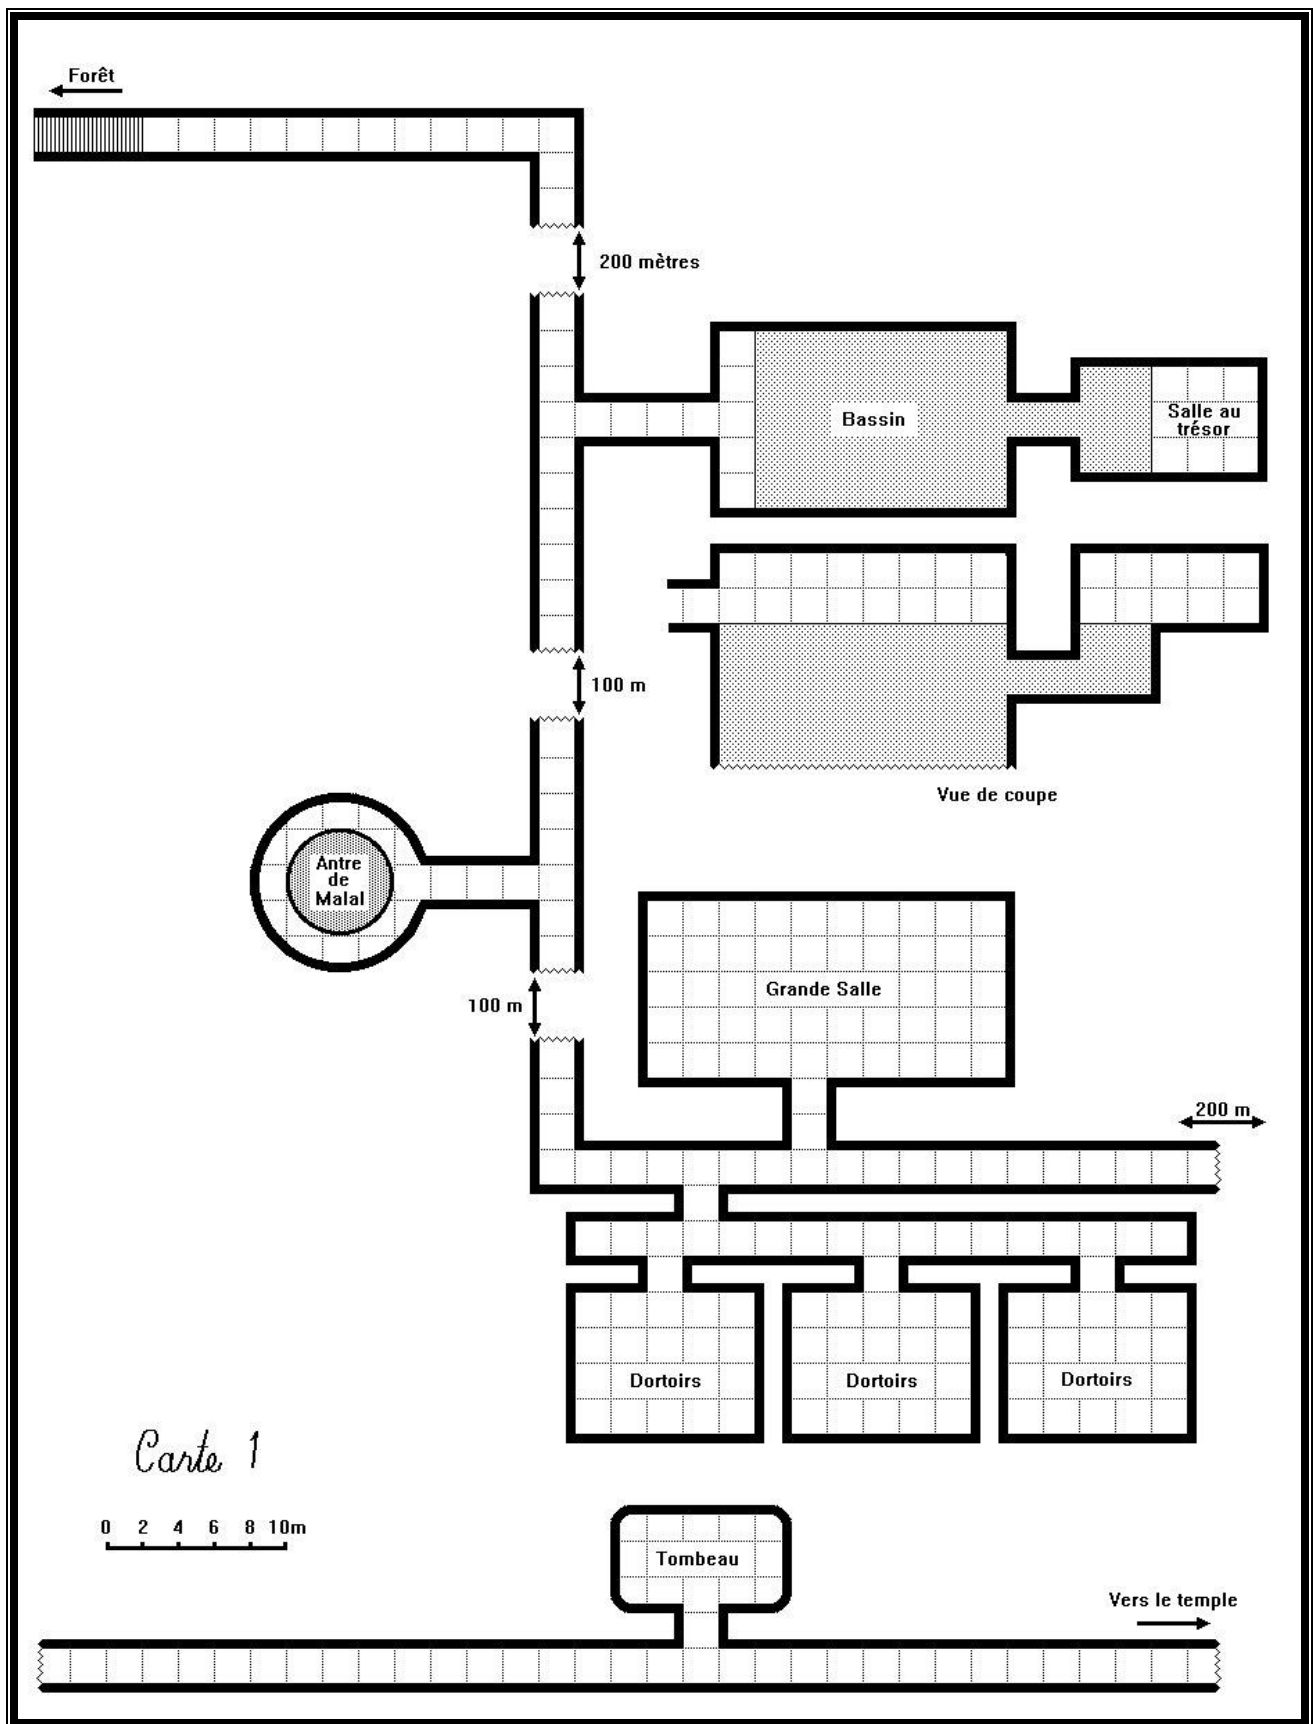 Forêt
200 mètres
Bassin
Salle au
trésor
100 m
Vue de coupe
Antre
de
Malal
Grande Salle
100 m
200 m
Dortoirs
Dortoirs
Dortoirs
Carte 1
0 2 4 6 8 10m
Tombeau
Vers le temple